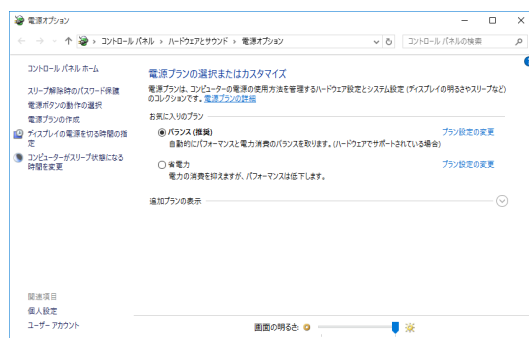 電源オプション
コントロール パネル › ハードウェアとサウンド › 電源オプション
コントロール パネルの検索
コントロール パネル ホーム
スリープ解除時のパスワード保護
電源ボタンの動作の選択
電源プランの作成
ディスプレイの電源を切る時間の指
定
コンピューターがスリープ状態になる
時間を変更
電源プランの選択またはカスタマイズ
電源プランは、コンピューターの電源の使用方法を管理するハードウェア設定とシステム設定 (ディスプレイの明るさやスリープなど)
のコレクションです。電源プランの詳細
お気に入りのプラン
バランス (推奨)
プラン設定の変更
自動的にパフォーマンスと電力消費のバランスを取ります。(ハードウェアでサポートされている場合)
省電力
プラン設定の変更
電力の消費を抑えますが、パフォーマンスは低下します。
追加プランの表示
関連項目
個人設定
ユーザー アカウント
画面の明るさ: